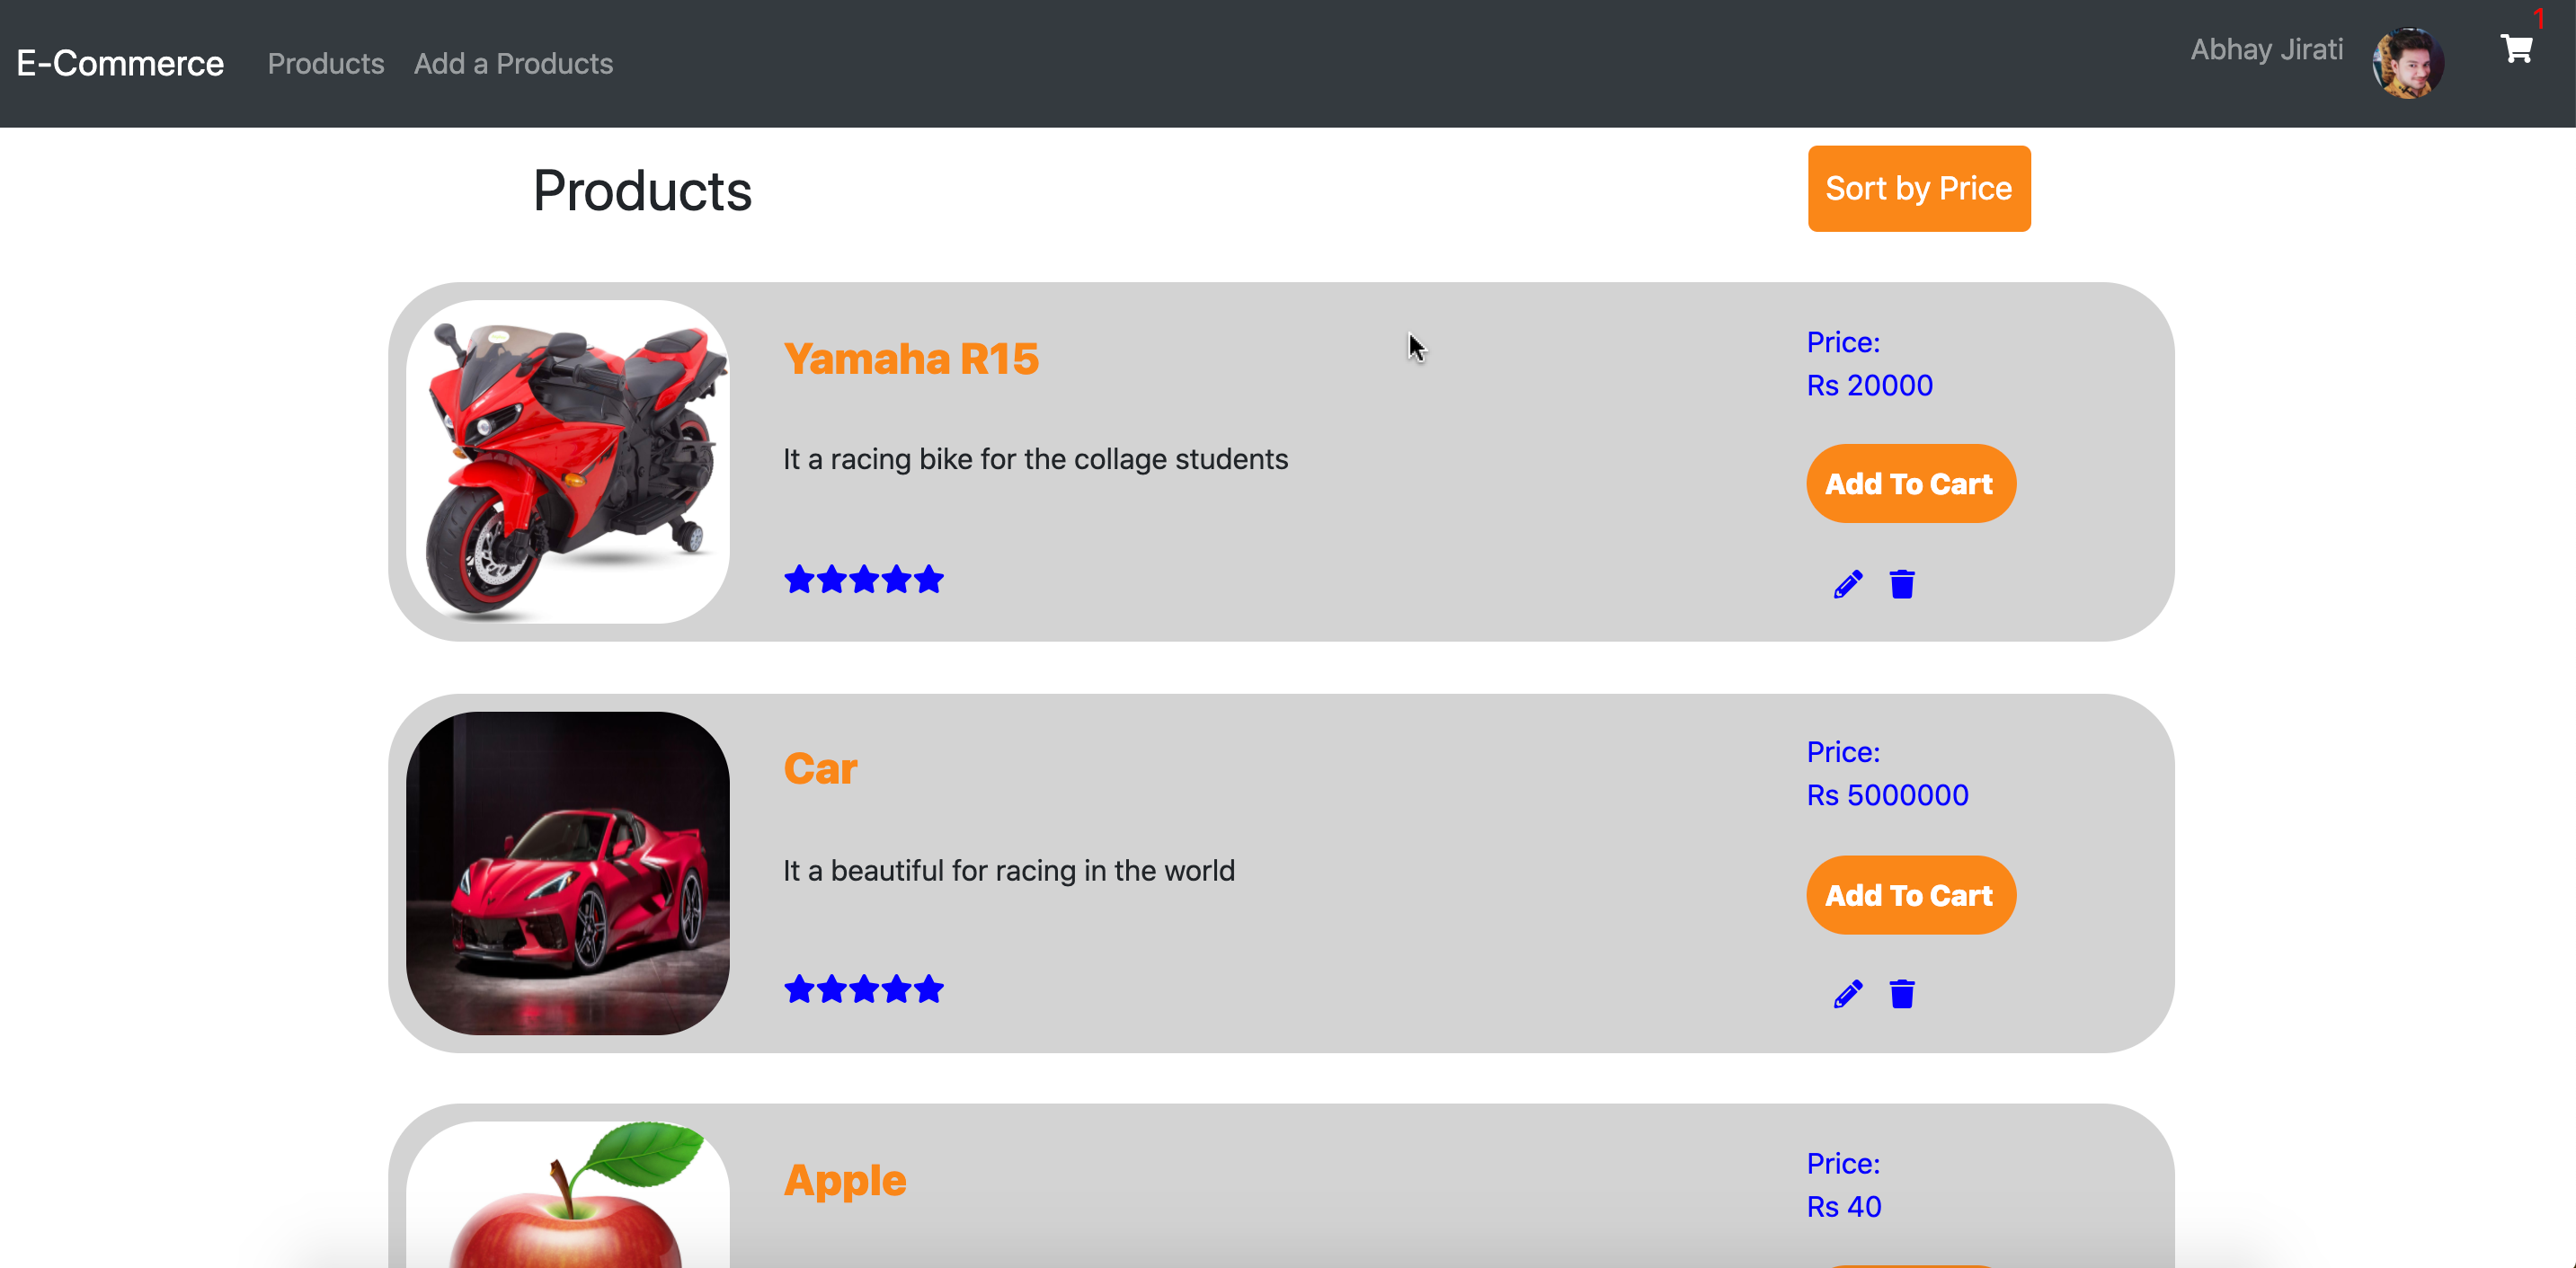 E-Commerce Products Add a Products Abhay Jirati 1
Products
Sort by Price
Yamaha R15
It a racing bike for the collage students
Price:
Rs 20000
Add To Cart
Car
It a beautiful for racing in the world
Price:
Rs 5000000
Add To Cart
Apple
Price:
Rs 40